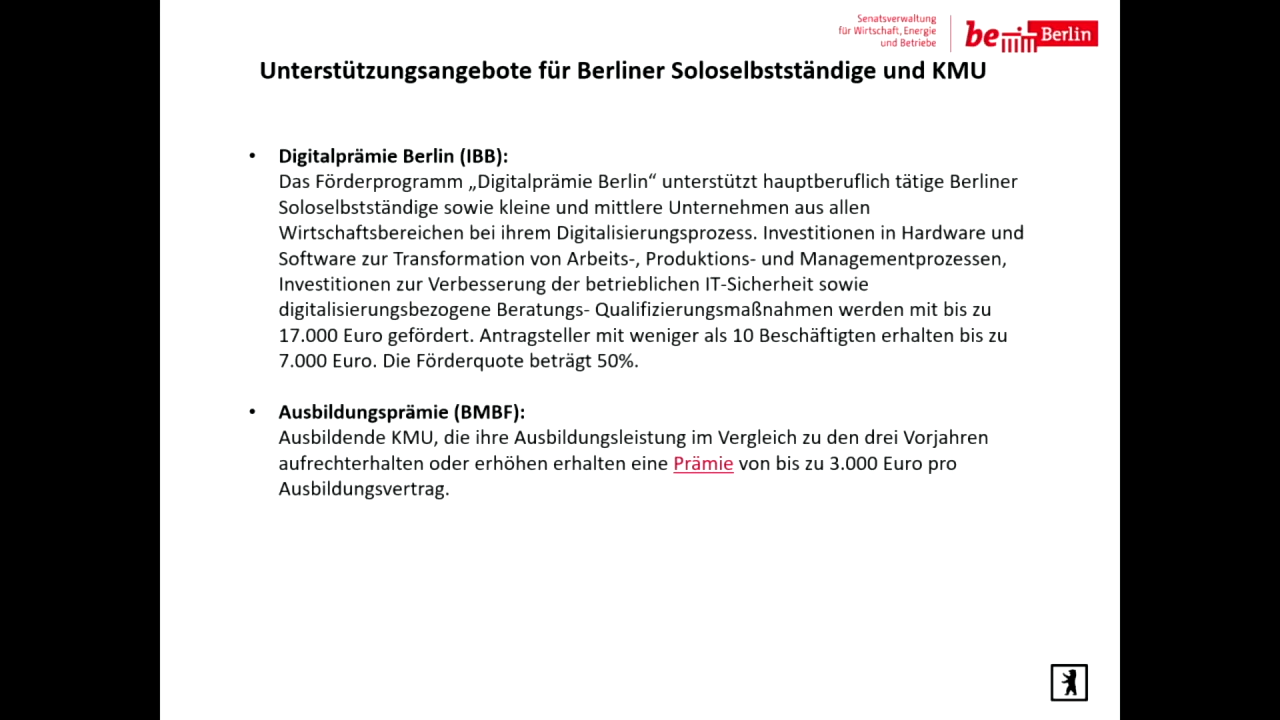 Senatsverwaltung
für Wirtschaft, Energie
und Betriebe
be Berlin
Unterstützungsangebote für Berliner Soloselbstständige und KMU
• Digitalprämie Berlin (IBB):
Das Förderprogramm „Digitalprämie Berlin“ unterstützt hauptberuflich tätige Berliner
Soloselbstständige sowie kleine und mittlere Unternehmen aus allen
Wirtschaftsbereichen bei ihrem Digitalisierungsprozess. Investitionen in Hardware und
Software zur Transformation von Arbeits-, Produktions- und Managementprozessen,
Investitionen zur Verbesserung der betrieblichen IT-Sicherheit sowie
digitalisierungsbezogene Beratungs- Qualifizierungsmaßnahmen werden mit bis zu
17.000 Euro gefördert. Antragsteller mit weniger als 10 Beschäftigten erhalten bis zu
7.000 Euro. Die Förderquote beträgt 50%.
• Ausbildungsprämie (BMBF):
Ausbildende KMU, die ihre Ausbildungsleistung im Vergleich zu den drei Vorjahren
aufrechterhalten oder erhöhen erhalten eine Prämie von bis zu 3.000 Euro pro
Ausbildungsvertrag.